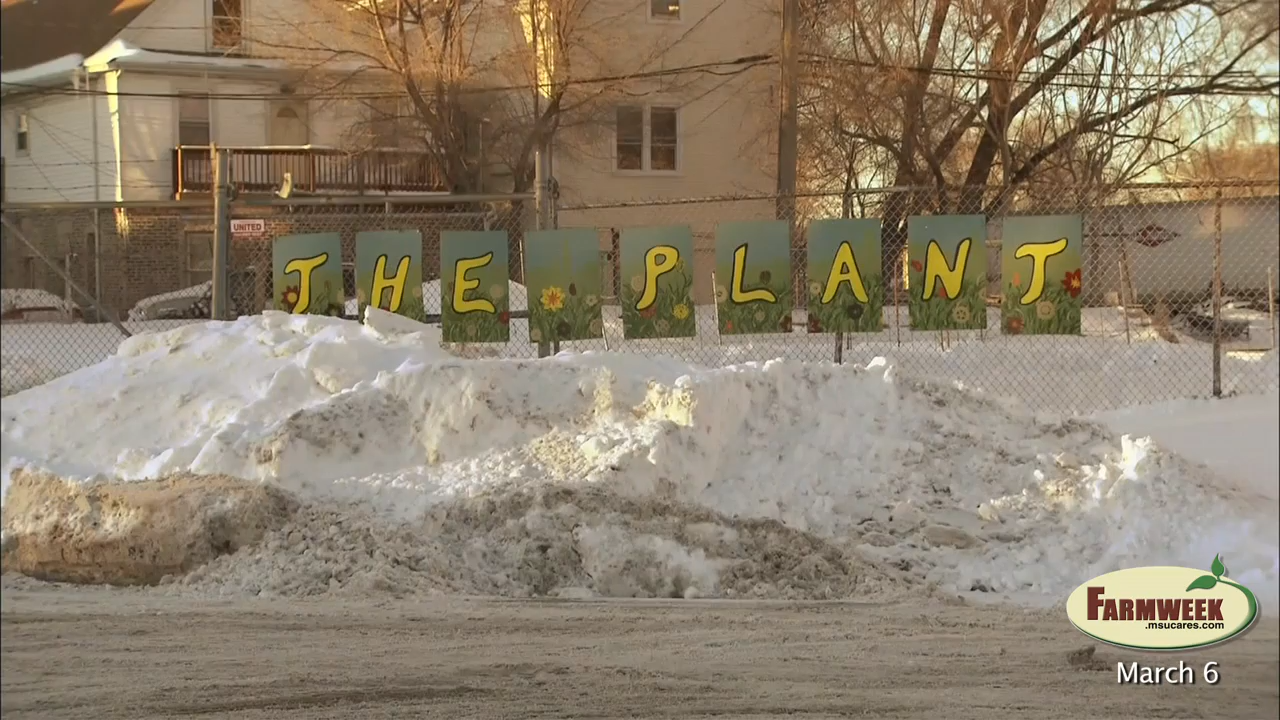 UNITED
THE PLANT
FARMWEEK
.msucares.com
March 6